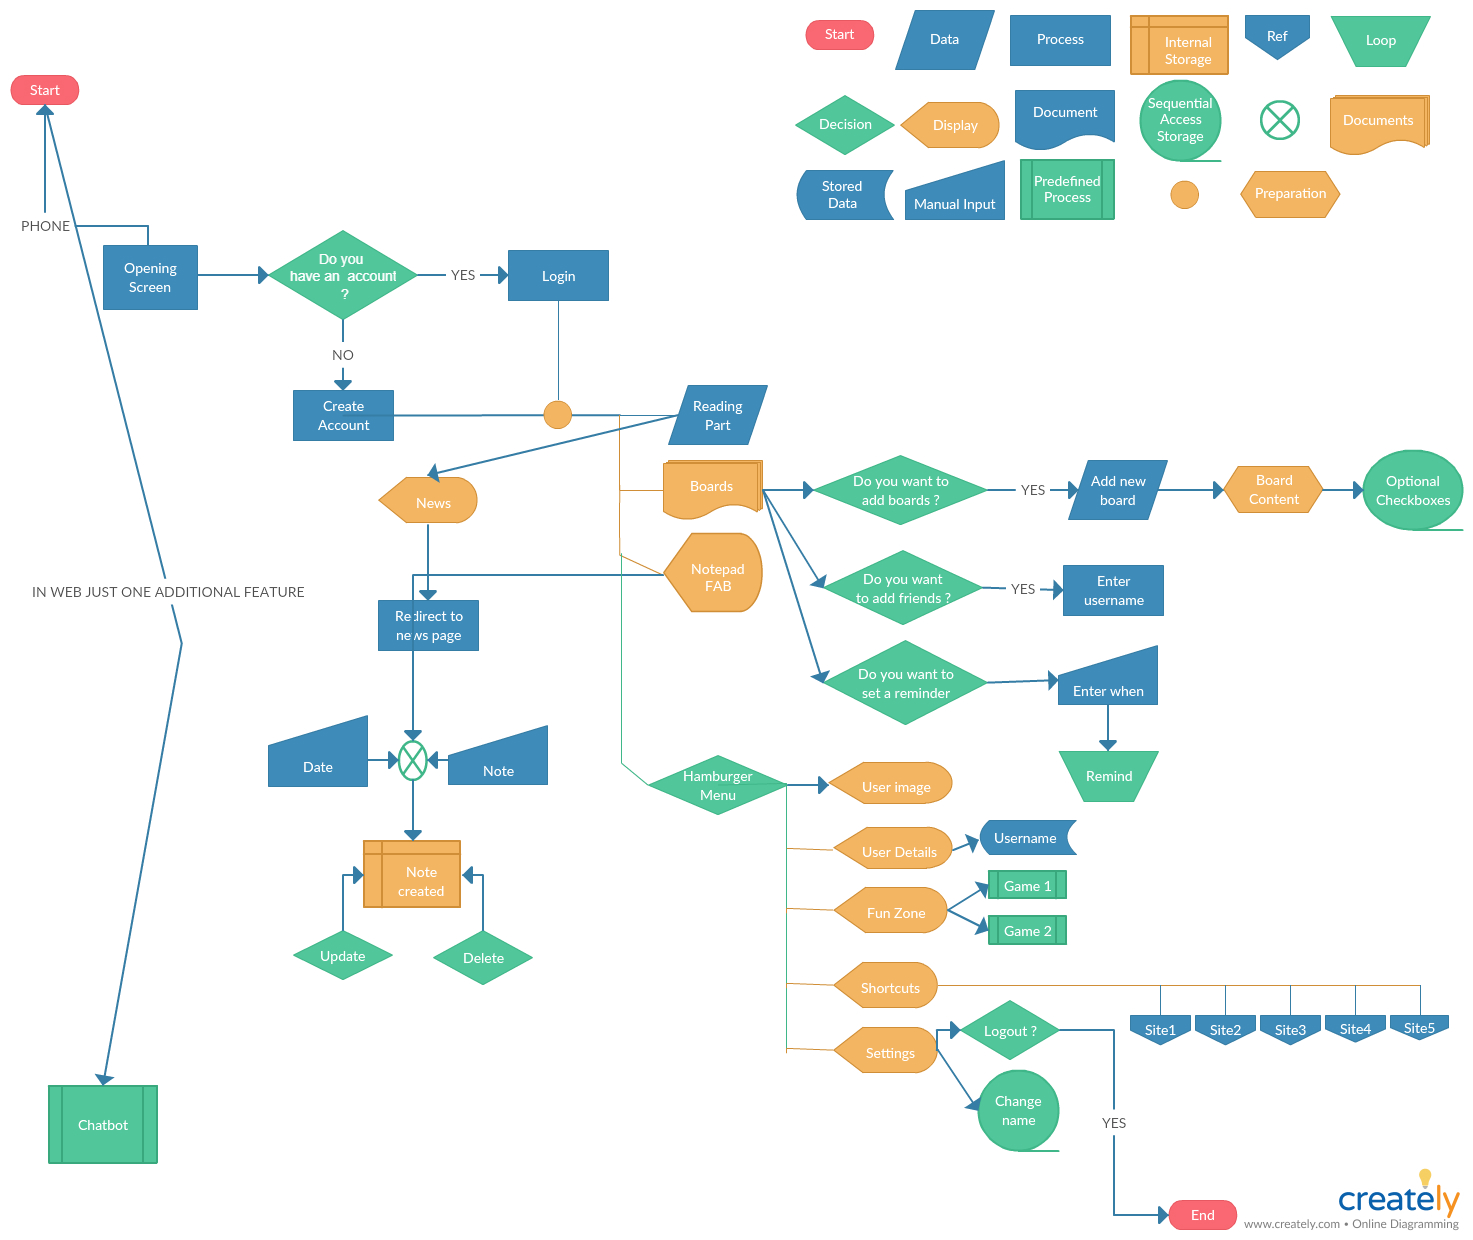 Start
Data
Process
Internal
Storage
Ref
Loop
Decision
Display
Document
Sequential
Access
Storage
Documents
Stored
Data
Manual Input
Predefined
Process
Preparation
Start
PHONE
Opening
Screen
Do you
have an account
?
YES
Login
NO
Create
Account
Reading
Part
News
Boards
Do you want to
add boards ?
YES
Add new
board
Board
Content
Optional
Checkboxes
Notepad
FAB
Do you want
to add friends ?
YES
Enter
username
IN WEB JUST ONE ADDITIONAL FEATURE
Redirect to
news page
Do you want to
set a reminder
Enter when
Date
Note
Remind
Hamburger
Menu
User image
User Details
Username
Note
created
Fun Zone
Game 1
Game 2
Update
Delete
Shortcuts
Site1
Site2
Site3
Site4
Site5
Settings
Logout ?
Change
name
Chatbot
YES
End
creately
www.creately.com • Online Diagramming